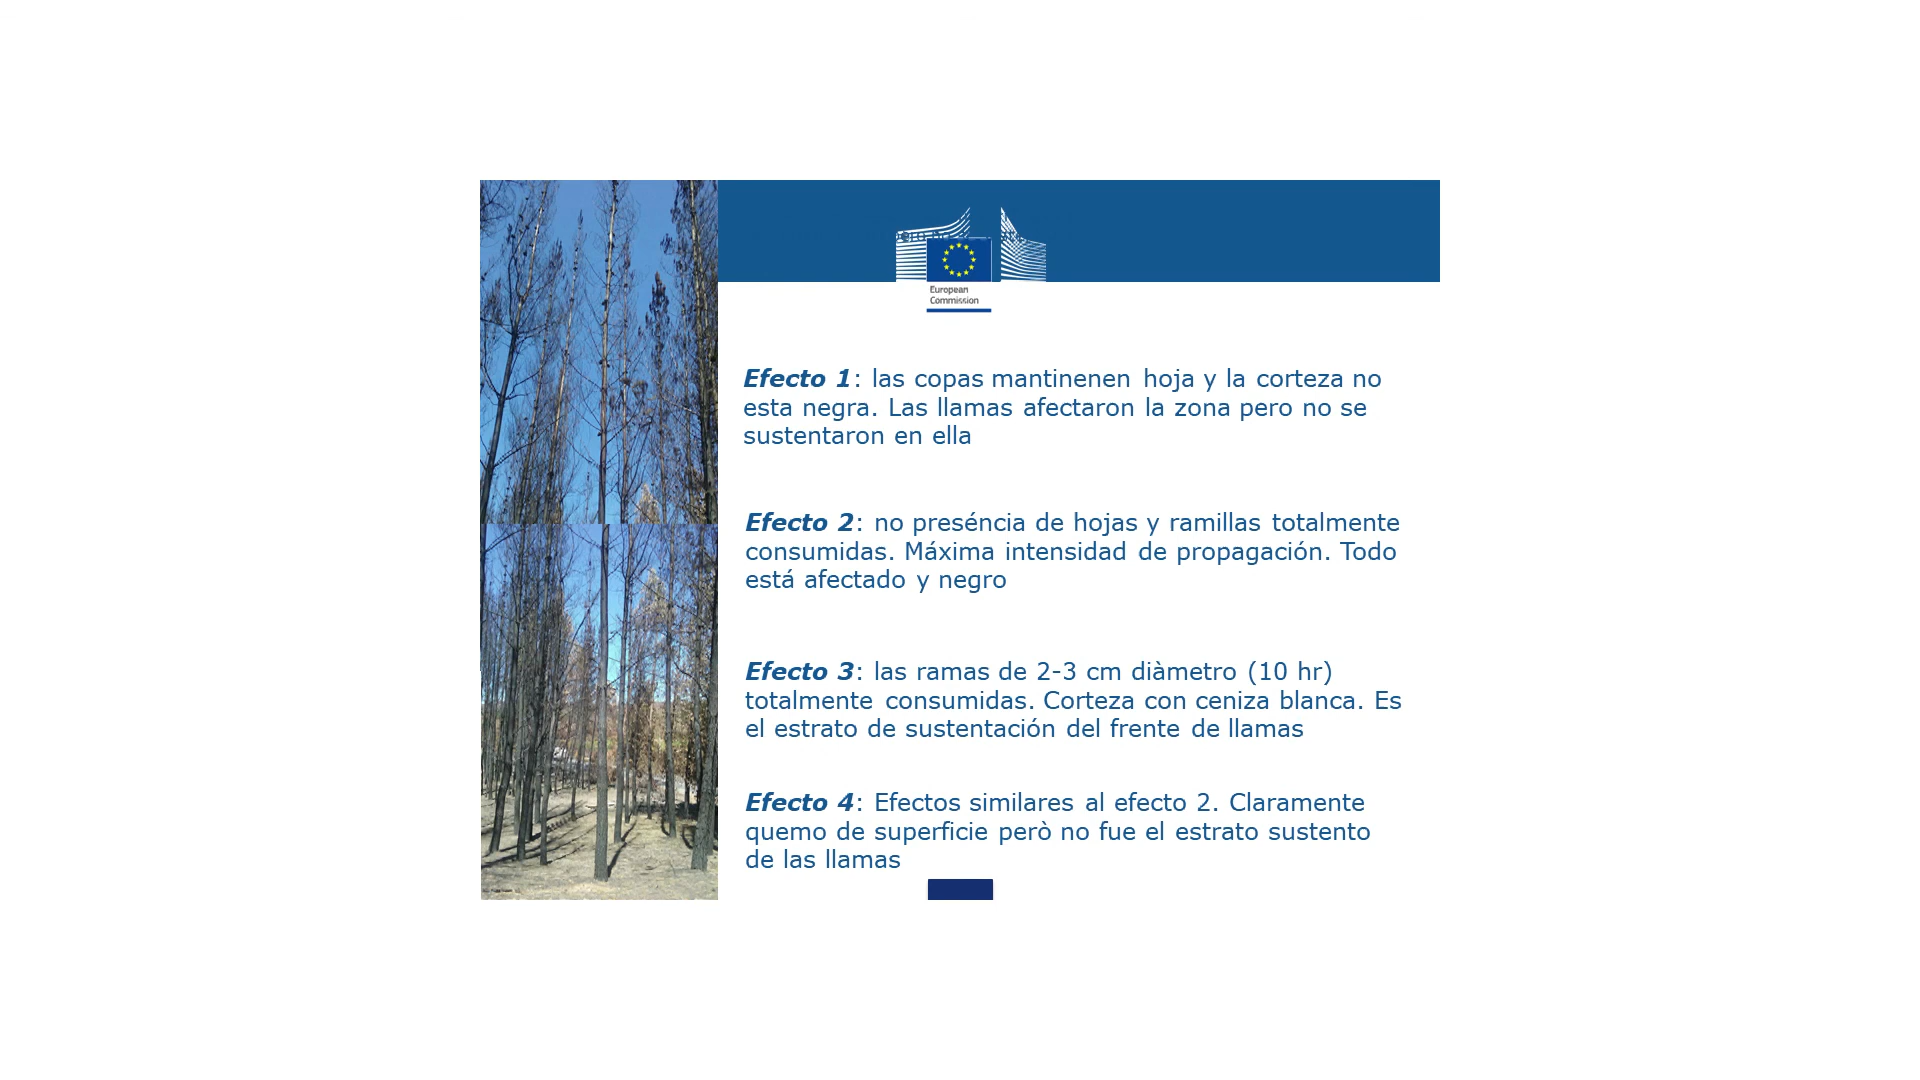 European
Commission
Efecto 1: las copas mantinenen hoja y la corteza no
esta negra. Las llamas afectaron la zona pero no se
sustentaron en ella
Efecto 2: no preséncia de hojas y ramillas totalmente
consumidas. Máxima intensidad de propagación. Todo
está afectado y negro
Efecto 3: las ramas de 2-3 cm diàmetro (10 hr)
totalmente consumidas. Corteza con ceniza blanca. Es
el estrato de sustentación del frente de llamas
Efecto 4: Efectos similares al efecto 2. Claramente
quemo de superficie però no fue el estrato sustento
de las llamas